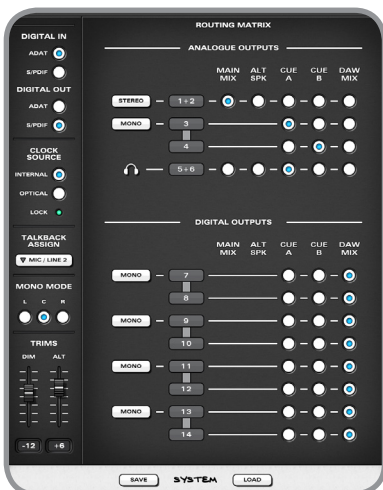 DIGITAL IN
ADAT
S/PDIF
DIGITAL OUT
ADAT
S/PDIF
CLOCK
SOURCE
INTERNAL
OPTICAL
LOCK
TALKBACK
ASSIGN
MIC / LINE 2
MONO MODE
L C R
TRIMS
DIM ALT
-12 +6
ROUTING MATRIX
ANALOGUE OUTPUTS
MAIN MIX ALT SPK CUE A CUE B DAW MIX
STEREO 1+2
MONO 3
4
5+6
DIGITAL OUTPUTS
MAIN MIX ALT SPK CUE A CUE B DAW MIX
MONO 7
8
MONO 9
10
MONO 11
12
MONO 13
14
SAVE SYSTEM LOAD